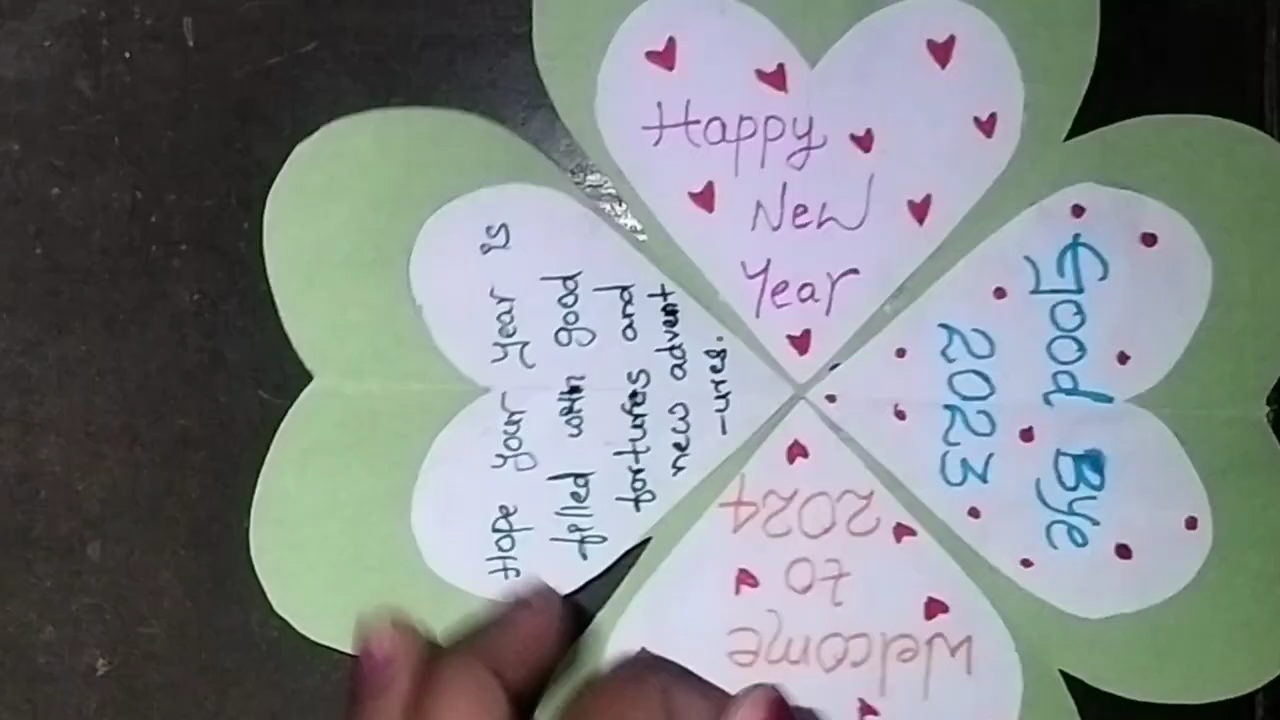 Happy
New
Year
Good Bye
2023
Welcome
to
2024
Hope your year is
filled with good
fortures and
new advent
-ures.